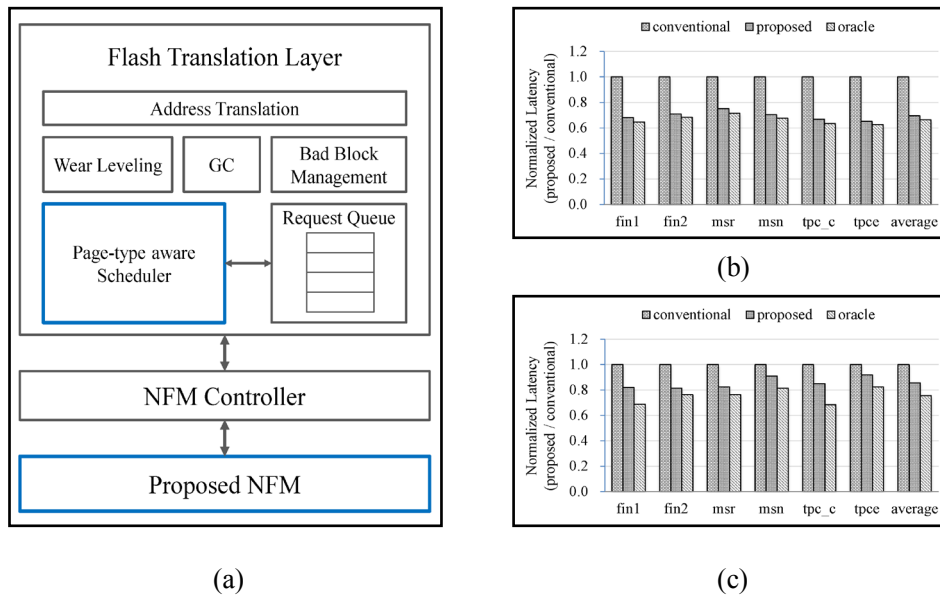 Flash Translation Layer
Address Translation
Wear Leveling
GC
Bad Block
Management
Page-type aware
Scheduler
Request Queue
NFM Controller
Proposed NFM
(a)
conventional proposed oracle
Normalized Latency
(proposed / conventional)
1.2
1.0
0.8
0.6
0.4
0.2
0.0
fin1 fin2 msr msn tpc_c tpce average
(b)
conventional proposed oracle
Normalized Latency
(proposed / conventional)
1.2
1.0
0.8
0.6
0.4
0.2
0.0
fin1 fin2 msr msn tpc_c tpce average
(c)